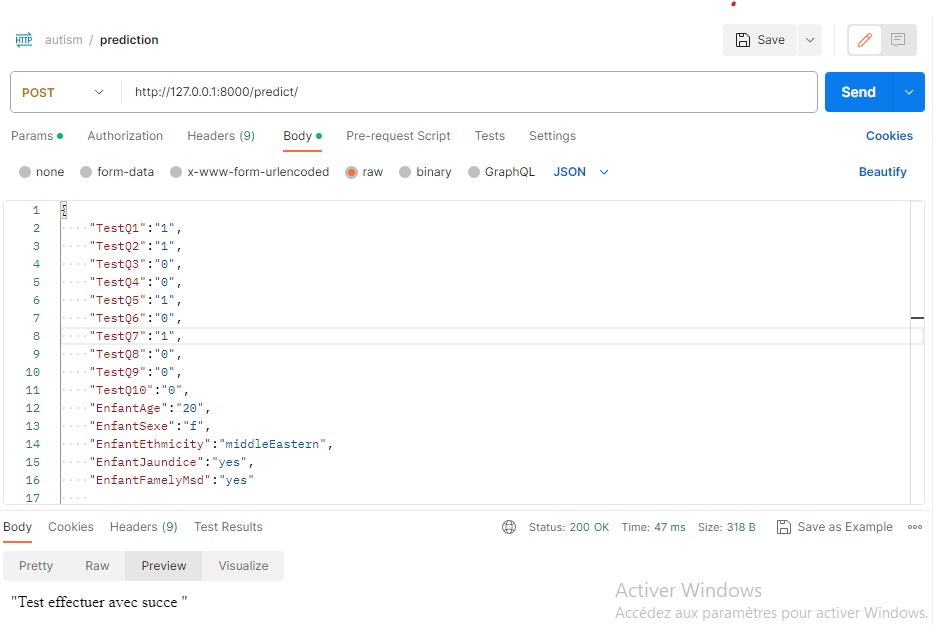 HTTP autism / prediction Save
POST http://127.0.0.1:8000/predict/ Send
Params Authorization Headers (9) Body Pre-request Script Tests Settings Cookies
none form-data x-www-form-urlencoded raw binary GraphQL JSON Beautify
1 {
2 "TestQ1":"1",
3 "TestQ2":"1",
4 "TestQ3":"0",
5 "TestQ4":"0",
6 "TestQ5":"1",
7 "TestQ6":"0",
8 "TestQ7":"1",
9 "TestQ8":"0",
10 "TestQ9":"0",
11 "TestQ10":"0",
12 "EnfantAge":"20",
13 "EnfantSexe":"f",
14 "EnfantEthmicity":"middleEastern",
15 "EnfantJaundice":"yes",
16 "EnfantFamelyMsd":"yes"
17
Body Cookies Headers (9) Test Results Status: 200 OK Time: 47 ms Size: 318 B Save as Example
Pretty Raw Preview Visualize
"Test effectuer avec succe "
Activer Windows
Accédez aux paramètres pour activer Windows.